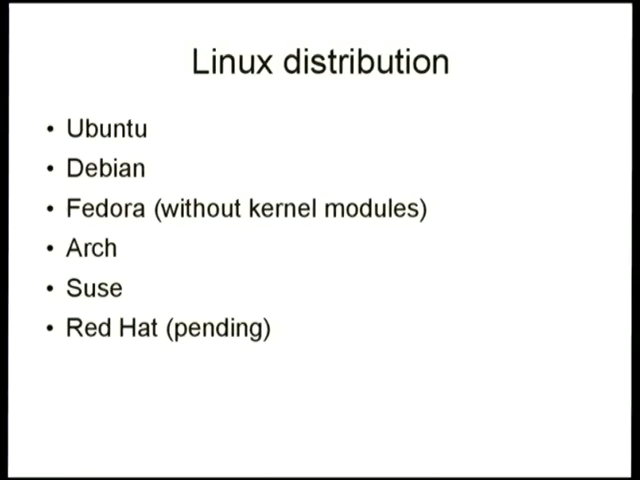 Linux distribution
• Ubuntu
• Debian
• Fedora (without kernel modules)
• Arch
• Suse
• Red Hat (pending)